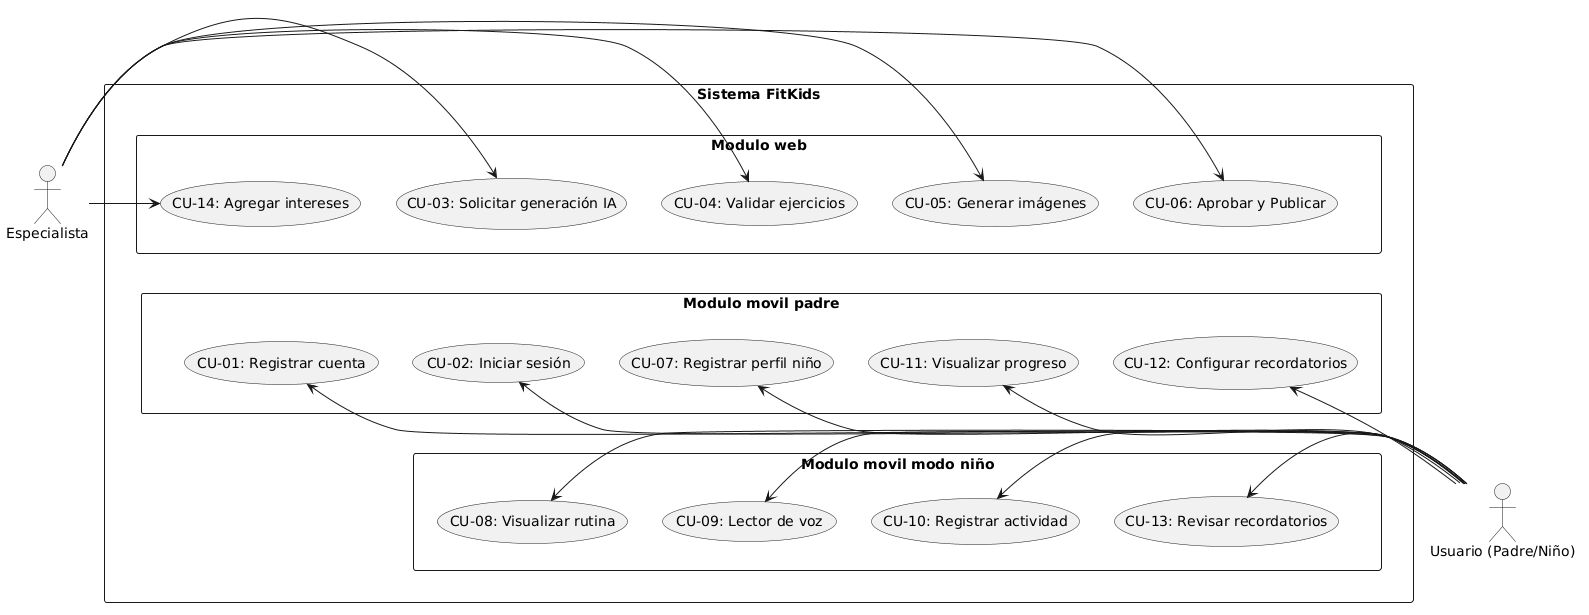 Sistema FitKids
Modulo web
CU-14: Agregar intereses
CU-03: Solicitar generación IA
CU-04: Validar ejercicios
CU-05: Generar imágenes
CU-06: Aprobar y Publicar
Especialista
Modulo movil padre
CU-01: Registrar cuenta
CU-02: Iniciar sesión
CU-07: Registrar perfil niño
CU-11: Visualizar progreso
CU-12: Configurar recordatorios
Modulo movil modo niño
CU-08: Visualizar rutina
CU-09: Lector de voz
CU-10: Registrar actividad
CU-13: Revisar recordatorios
Usuario (Padre/Niño)